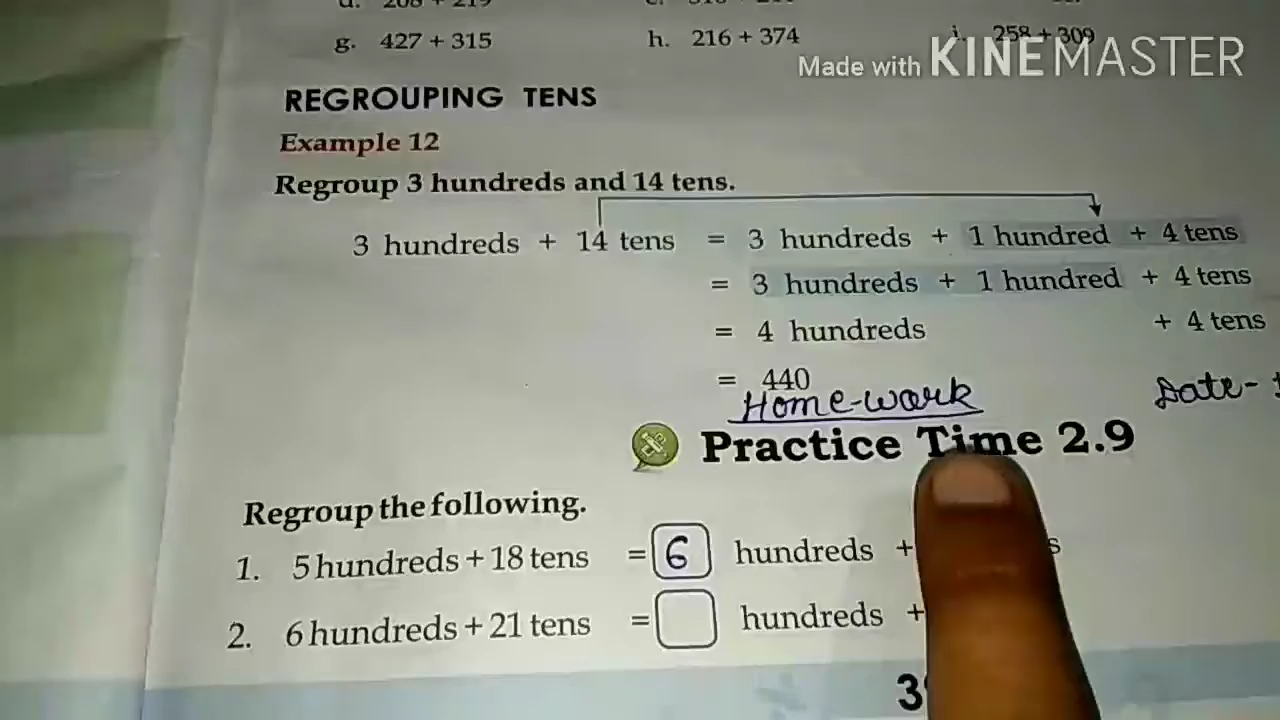 g. 427 + 315 h. 216 + 374 i. 258 + 309
Made with KINEMASTER
REGROUPING TENS
Example 12
Regroup 3 hundreds and 14 tens.
3 hundreds + 14 tens = 3 hundreds + 1 hundred + 4 tens
= 3 hundreds + 1 hundred + 4 tens
= 4 hundreds + 4 tens
= 440
Home-work Date-
Practice Time 2.9
Regroup the following.
1. 5 hundreds + 18 tens = 6 hundreds +
2. 6 hundreds + 21 tens = hundreds +